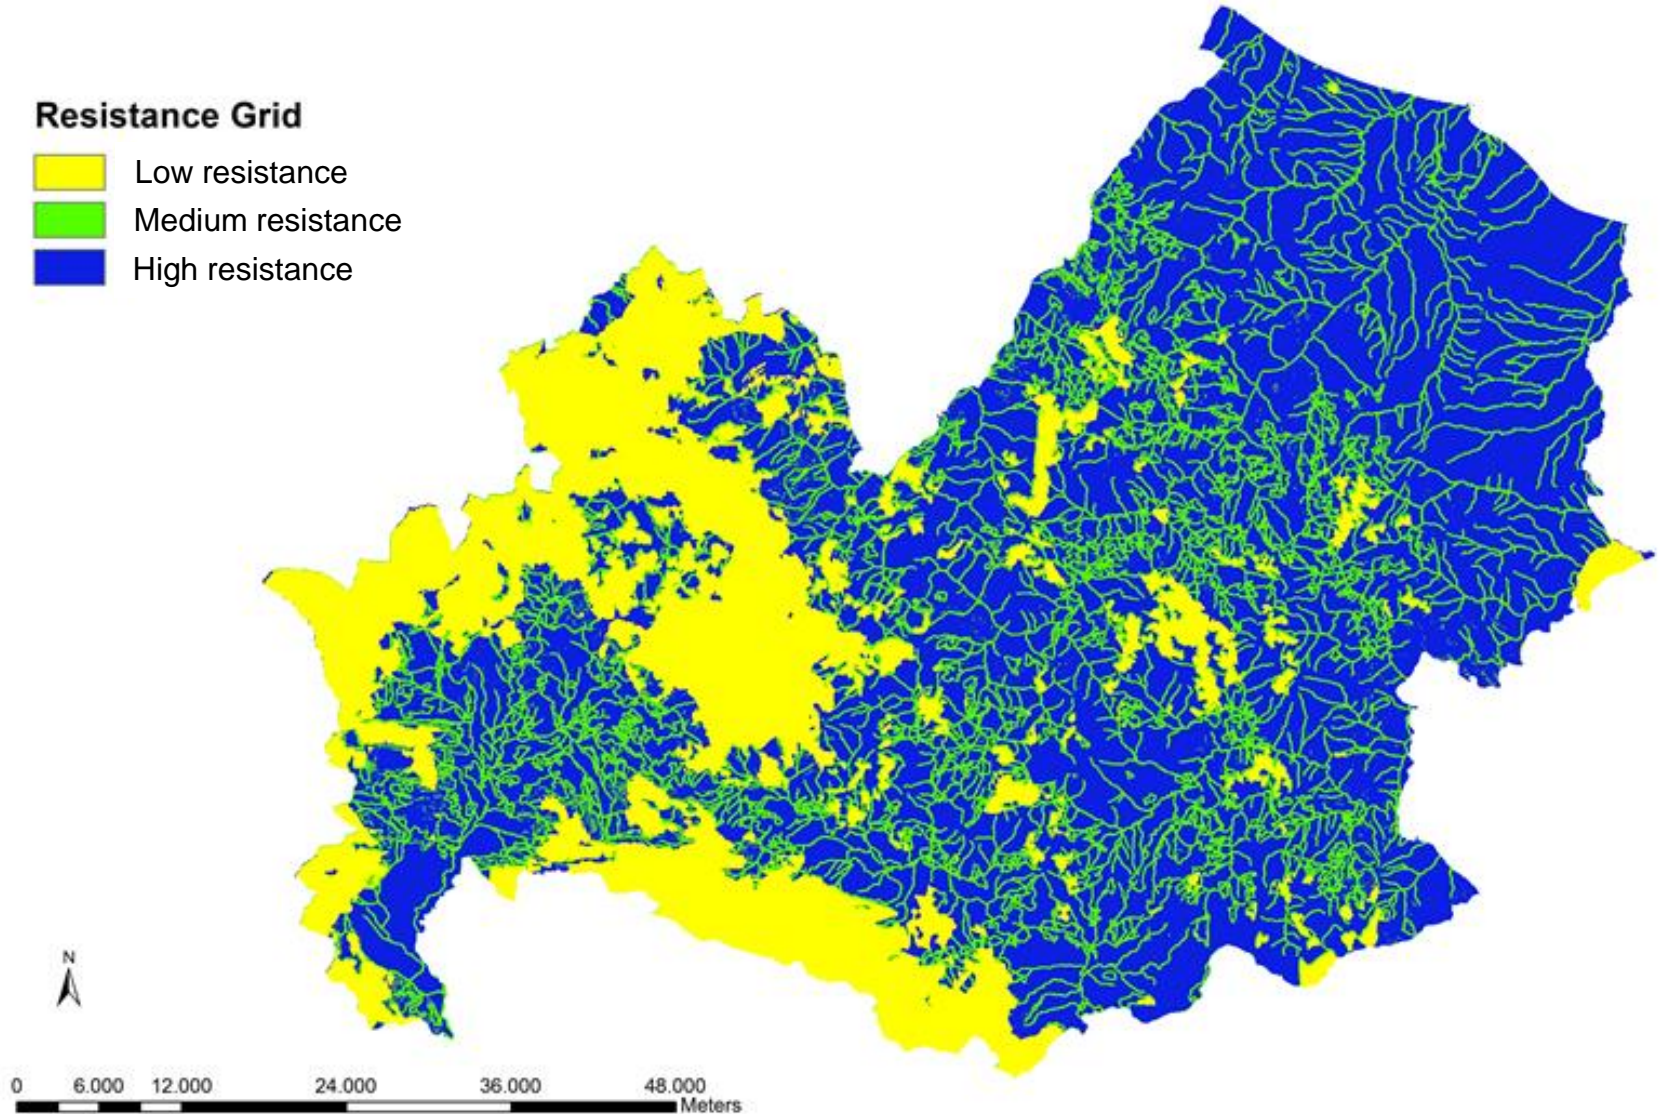 Resistance Grid
Low resistance
Medium resistance
High resistance
N
0 6.000 12.000 24.000 36.000 48.000
Meters